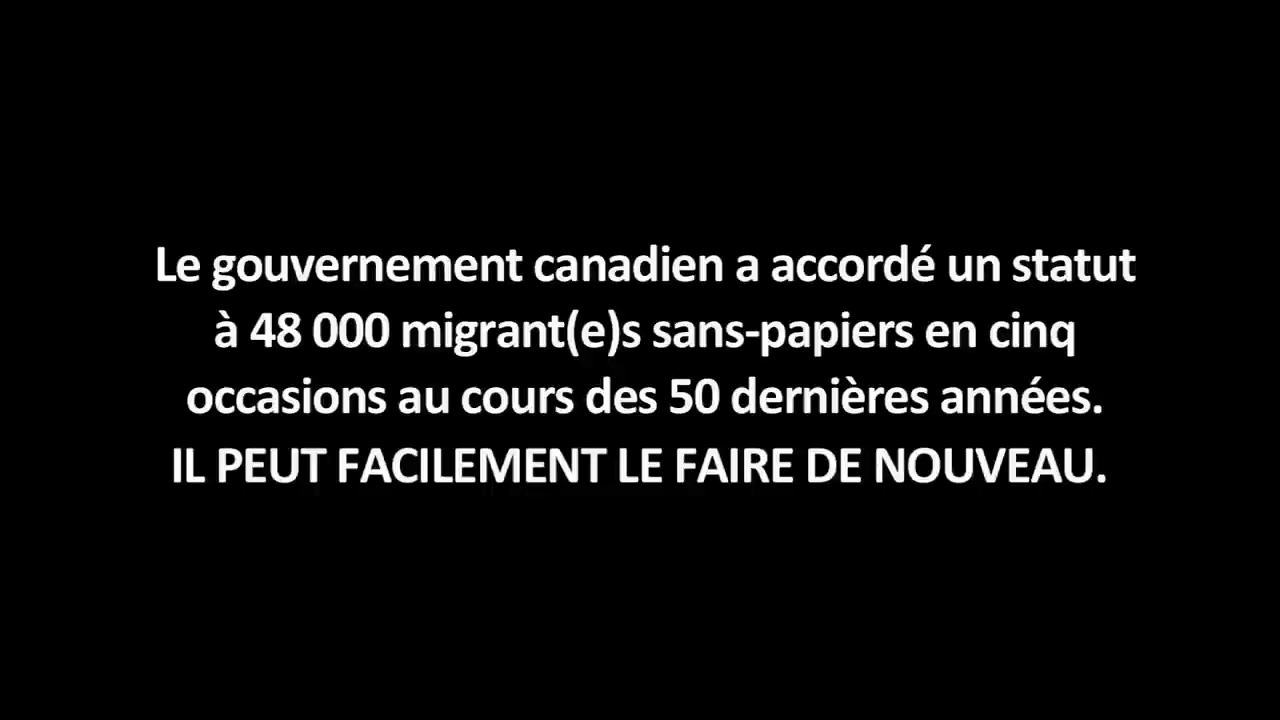 Le gouvernement canadien a accordé un statut
à 48 000 migrant(e)s sans-papiers en cinq
occasions au cours des 50 dernières années.
IL PEUT FACILEMENT LE FAIRE DE NOUVEAU.